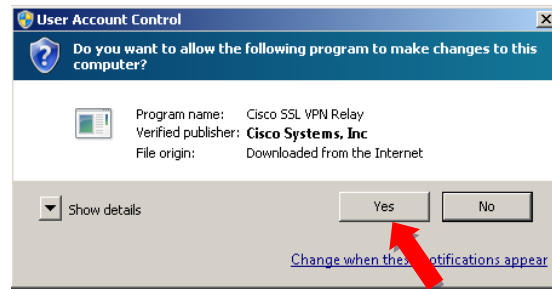 User Account Control
Do you want to allow the following program to make changes to this
computer?
Program name: Cisco SSL VPN Relay
Verified publisher: Cisco Systems, Inc
File origin: Downloaded from the Internet
Show details
Yes
No
Change when these notifications appear